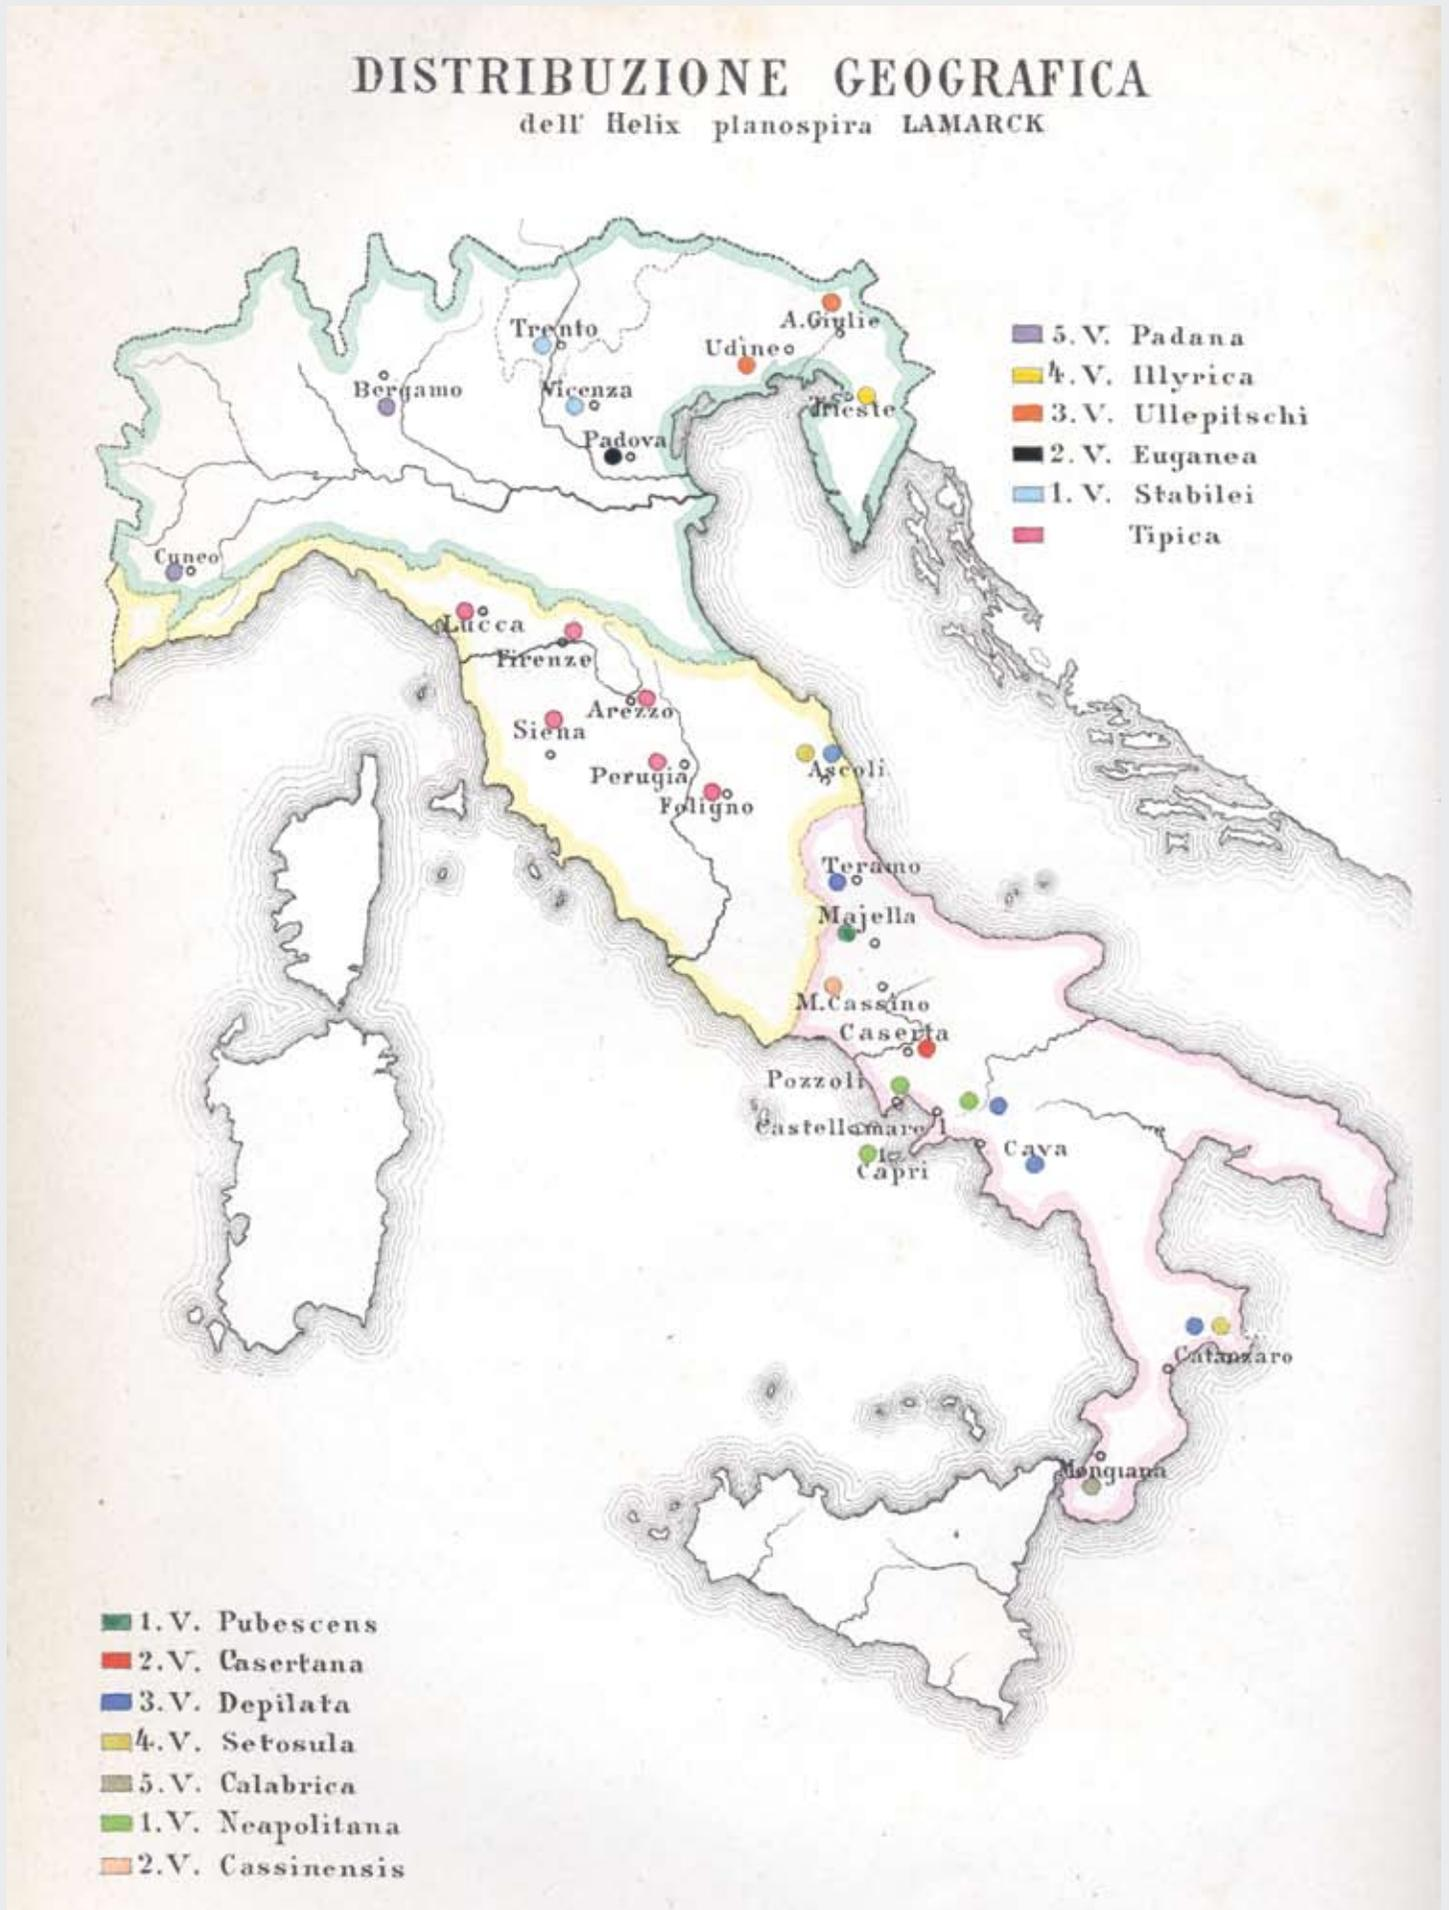 DISTRIBUZIONE GEOGRAFICA
dell' Helix planospira LAMARCK
A.Giulie
Trento
Udine
Bergamo
Vicenza
Trieste
Padova
Cuneo
5.V. Padana
4.V. Illyrica
3.V. Ullepitschi
2.V. Euganea
1.V. Stabilei
Tipica
Lucca
Firenze
Arezzo
Siena
Perugia
Ascoli
Foligno
Teramo
Majella
M.Cassino
Caserta
Pozzoli
Castellamare
Cava
Capri
Catanzaro
Mongiana
1.V. Pubescens
2.V. Casertana
3.V. Depilata
4.V. Setosula
5.V. Calabrica
1.V. Neapolitana
2.V. Cassinensis